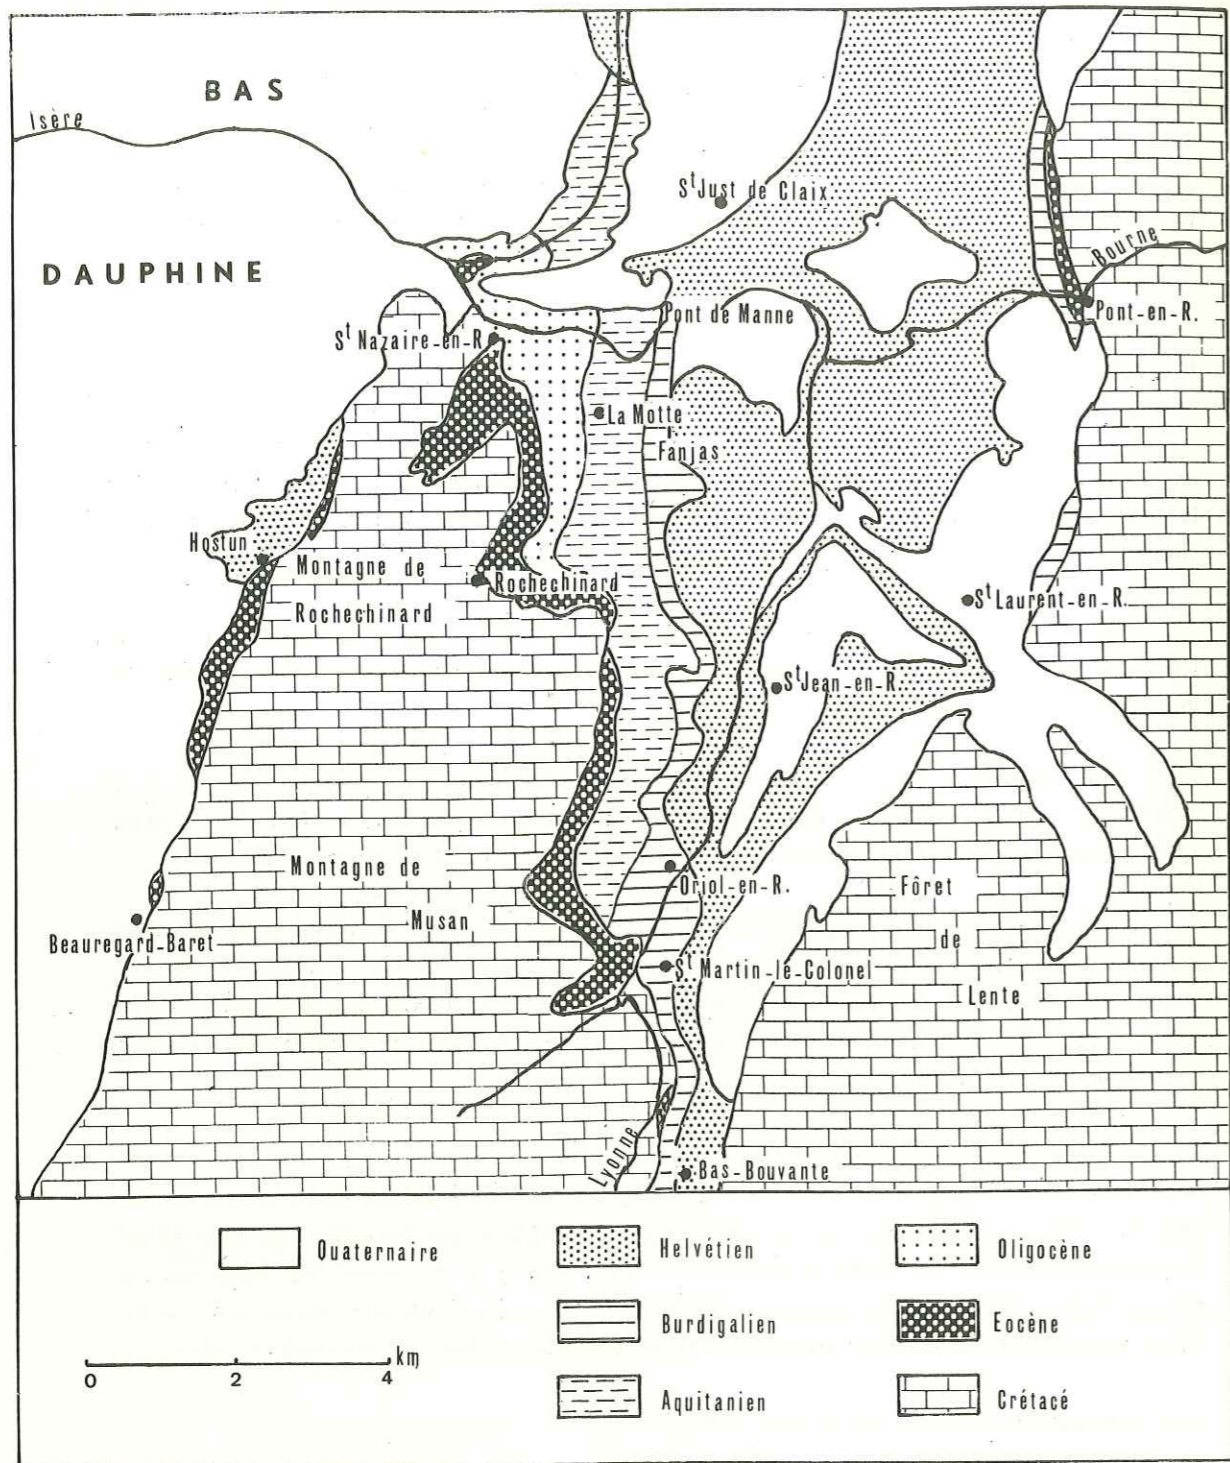 BAS
Isère
St Just de Claix
DAUPHINE
Bourne
Pont de Manne
Pont-en-R.
St Nazaire-en-R
La Motte
Fanjas
Hostun
Montagne de
Rochechinard
Rochechinard
St Laurent-en-R.
St Jean-en-R.
Montagne de
Musan
Oriol-en-R.
Fôret
de
Lente
Beauregard-Baret
St Martin-le-Colonel
Lyonne
Bas-Bouvante
Quaternaire
Helvétien
Oligocène
Burdigalien
Eocène
Aquitanien
Crétacé
0 2 4 km